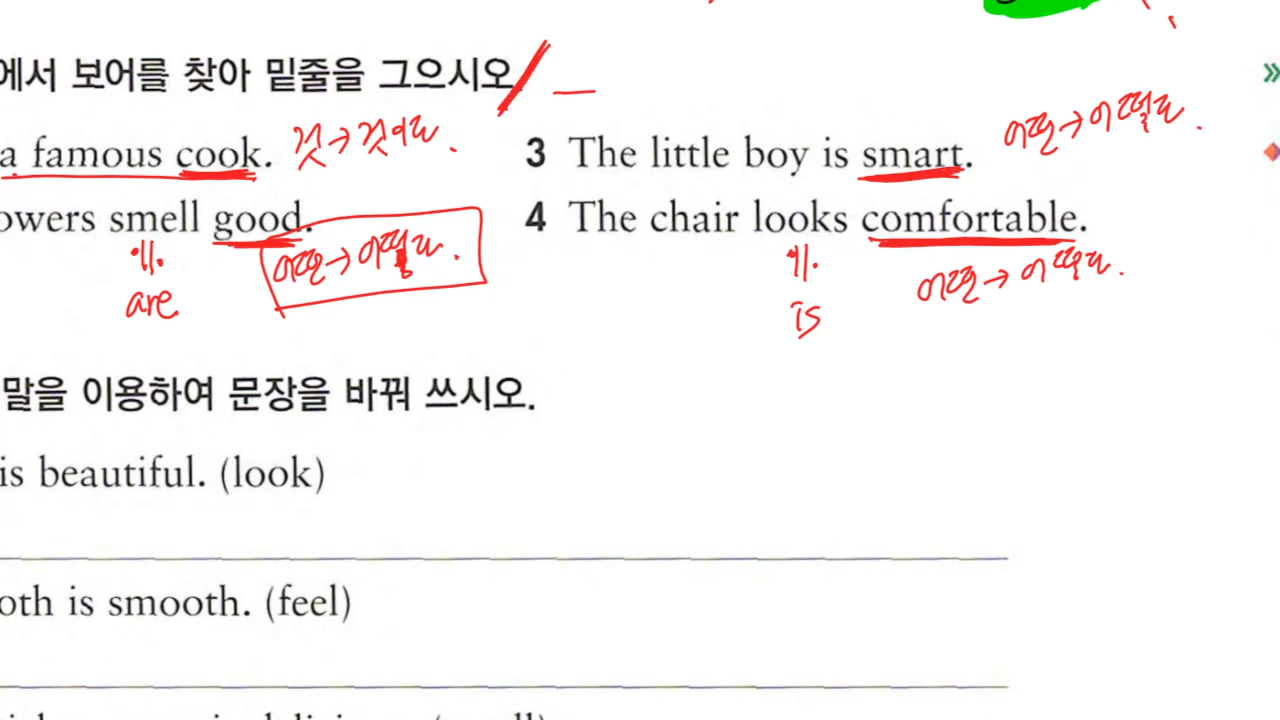 에서 보어를 찾아 밑줄을 그으시오
a famous cook. 것→것이다.
3 The little boy is smart. 어떤→어떻다.
owers smell good.
are
어떤→어떻다.
4 The chair looks comfortable.
is
어떤→어떻다.
말을 이용하여 문장을 바꿔 쓰시오.
is beautiful. (look)
oth is smooth. (feel)